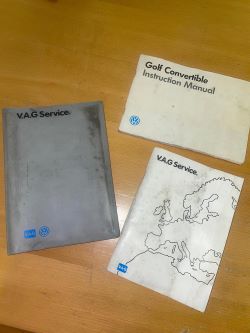 Golf Convertible
Instruction Manual
V.A.G Service.
V.A.G Service.